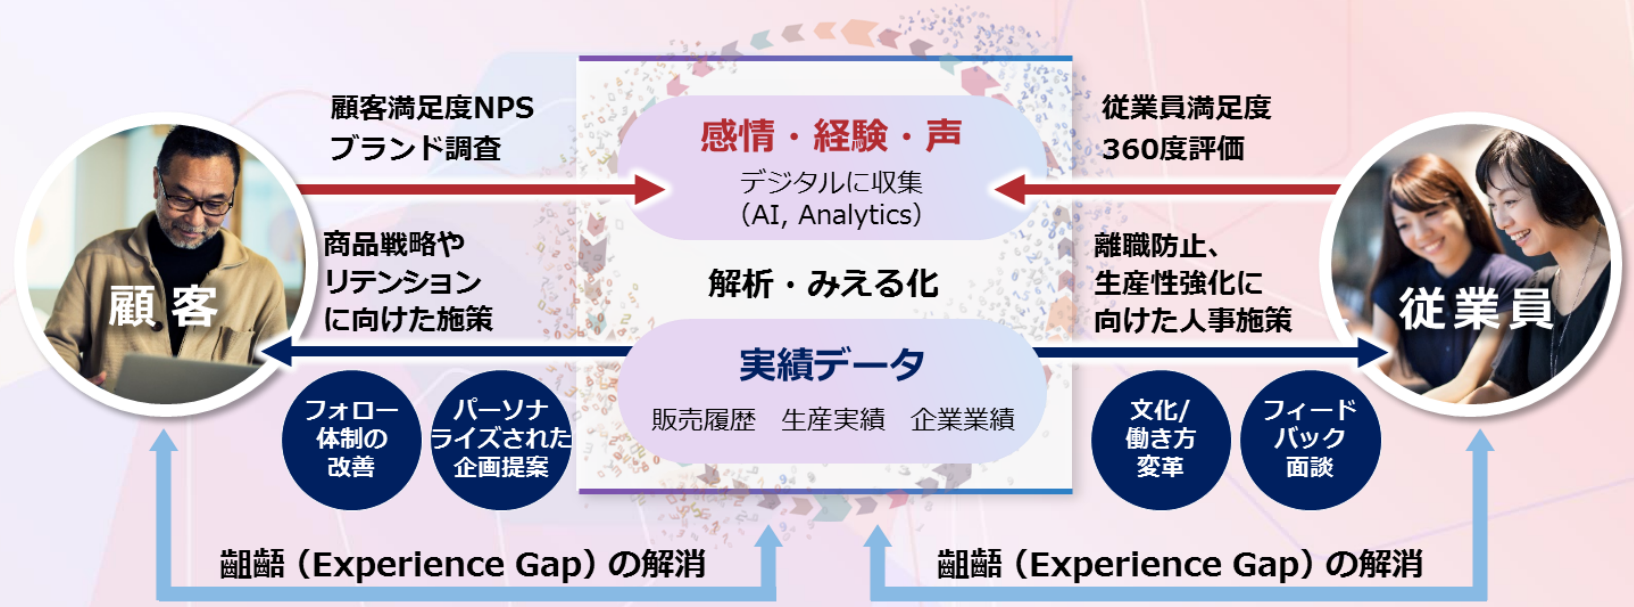 顧客満足度NPS
ブランド調査
感情・経験・声
デジタルに収集
(AI, Analytics)
従業員満足度
360度評価
顧客
商品戦略や
リテンション
に向けた施策
解析・みえる化
離職防止、
生産性強化に
向けた人事施策
従業員
実績データ
販売履歴 生産実績 企業業績
フォロー
体制の
改善
パーソナ
ライズされた
企画提案
文化/
働き方
変革
フィード
バック
面談
齟齬(Experience Gap)の解消
齟齬(Experience Gap)の解消